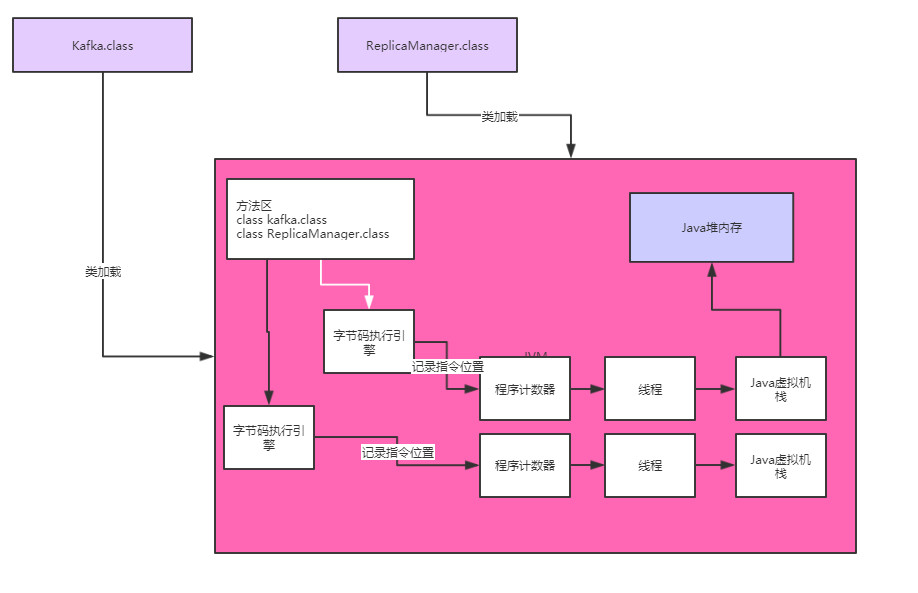 Kafka.class
ReplicaManager.class
类加载
方法区
class kafka.class
class ReplicaManager.class
Java堆内存
类加载
字节码执行引
擎
JVM
记录指令位置
程序计数器
线程
Java虚拟机
栈
字节码执行引
擎
记录指令位置
程序计数器
线程
Java虚拟机
栈